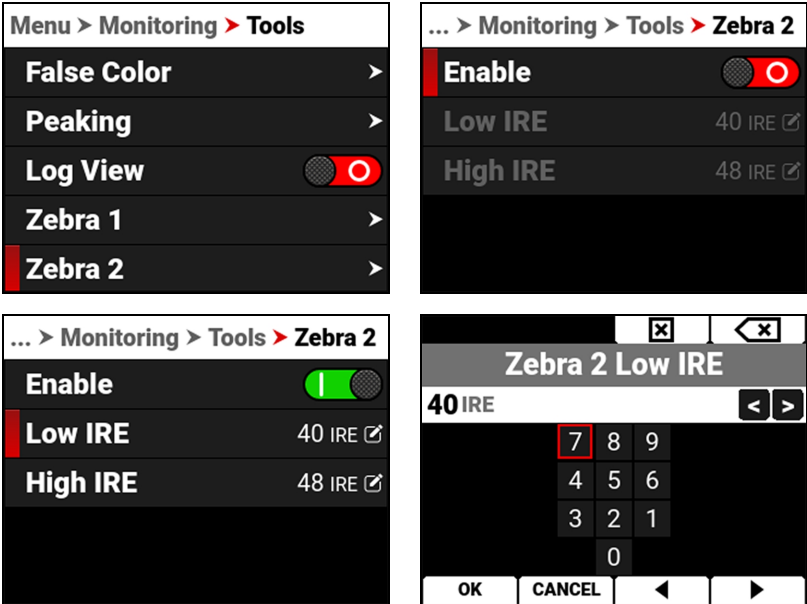 Menu > Monitoring > Tools
False Color >
Peaking >
Log View
Zebra 1 >
Zebra 2 >
... > Monitoring > Tools > Zebra 2
Enable
Low IRE 40 IRE
High IRE 48 IRE
... > Monitoring > Tools > Zebra 2
Enable
Low IRE 40 IRE
High IRE 48 IRE
Zebra 2 Low IRE
40 IRE < >
7 8 9
4 5 6
3 2 1
0
OK CANCEL